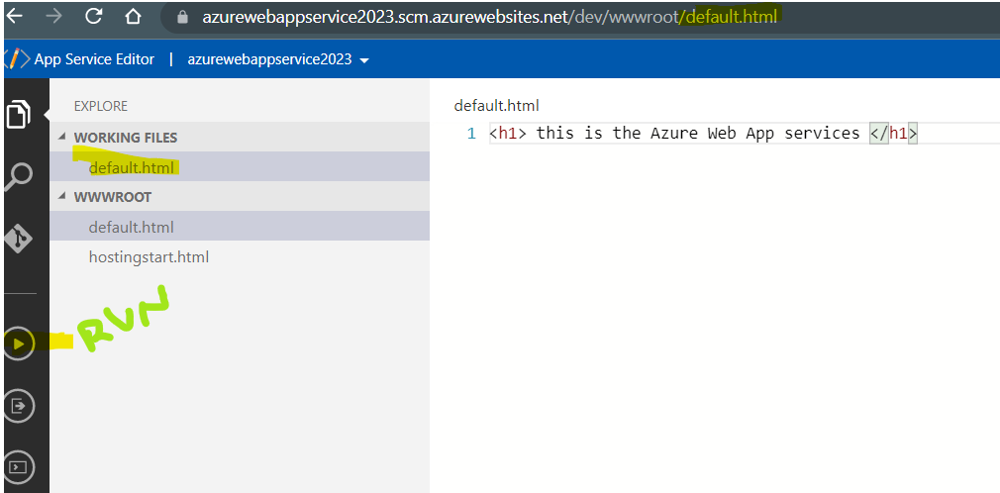 azurewebappservice2023.scm.azurewebsites.net/dev/wwwroot/default.html
App Service Editor | azurewebappservice2023
EXPLORE
WORKING FILES
default.html
WWWROOT
default.html
hostingstart.html
RUN
default.html
1 <h1> this is the Azure Web App services </h1>